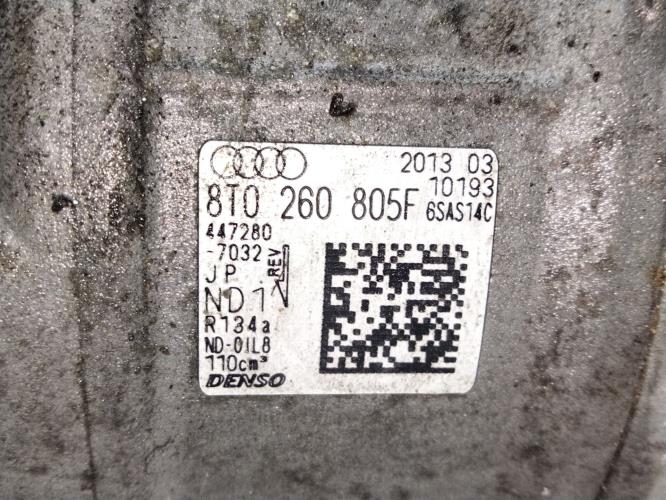 2013 03
10193
8T0 260 805F 6SAS14C
447280
-7032
REV
JP
ND1
R134a
ND-OIL8
110cm³
DENSO